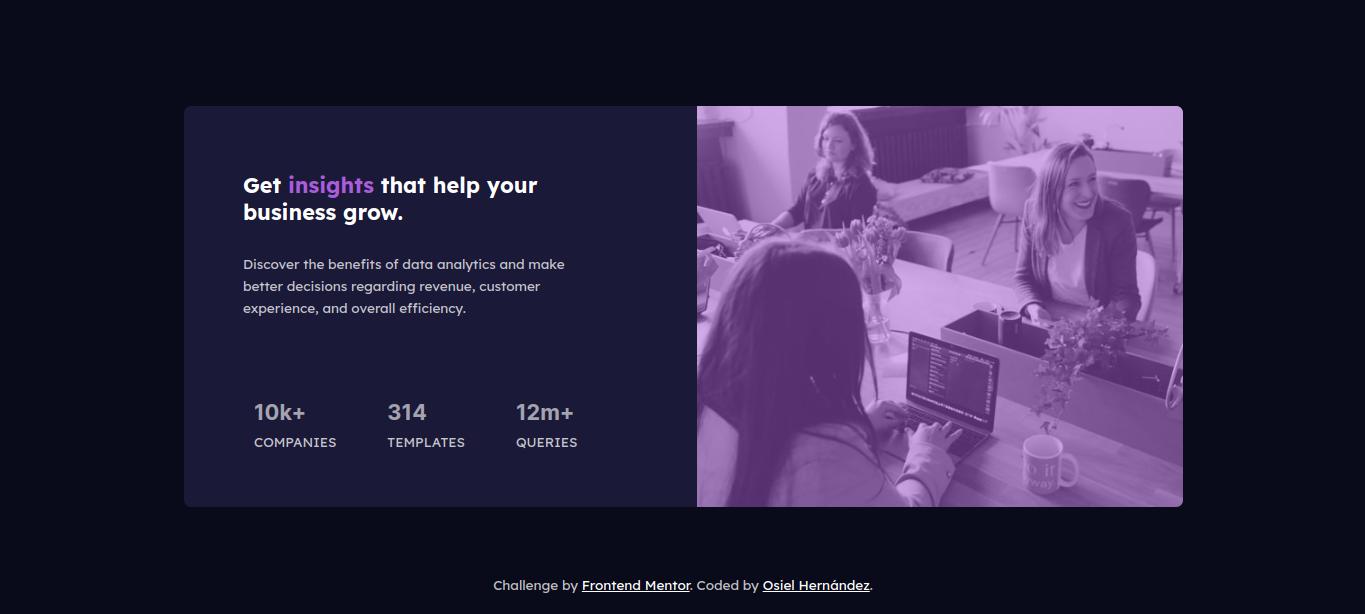 Get insights that help your
business grow.
Discover the benefits of data analytics and make
better decisions regarding revenue, customer
experience, and overall efficiency.
10k+ 314 12m+
COMPANIES TEMPLATES QUERIES
Challenge by Frontend Mentor. Coded by Osiel Hernández.